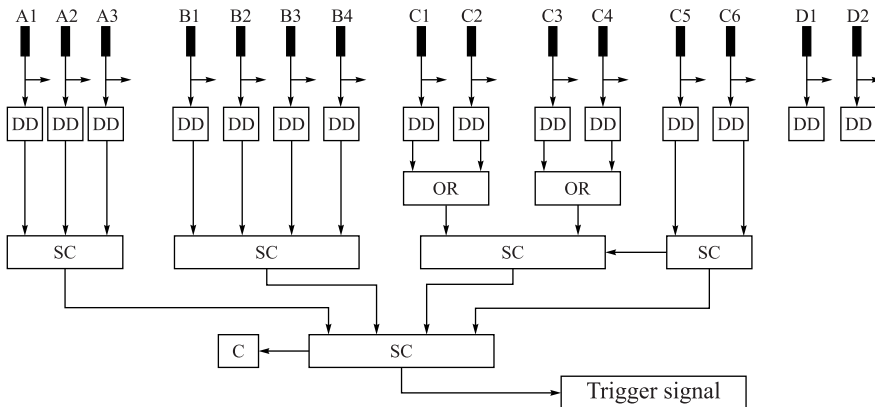 A1 A2 A3 B1 B2 B3 B4 C1 C2 C3 C4 C5 C6 D1 D2
DD DD DD DD DD DD DD DD DD DD DD DD DD DD DD
OR OR
SC SC SC SC
C SC
Trigger signal